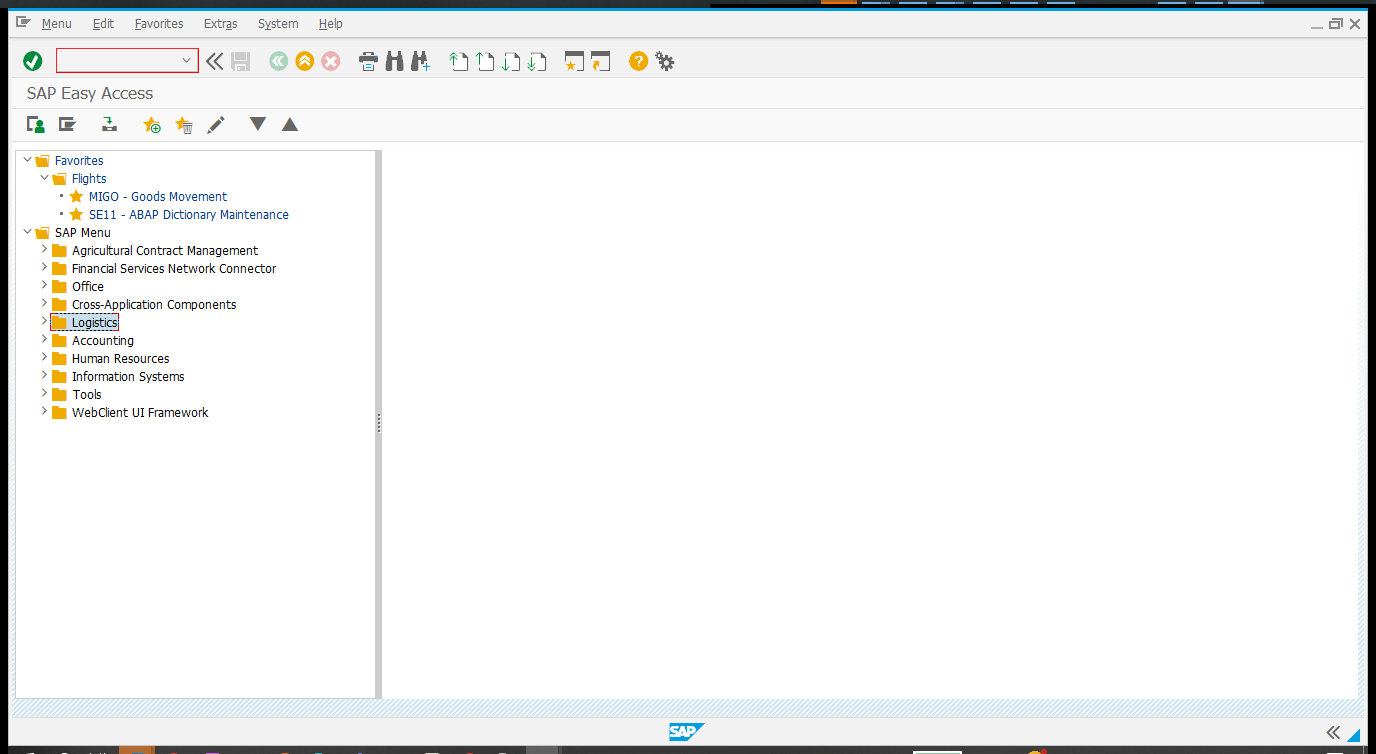 Menu Edit Favorites Extras System Help
SAP Easy Access
Favorites
Flights
MIGO - Goods Movement
SE11 - ABAP Dictionary Maintenance
SAP Menu
Agricultural Contract Management
Financial Services Network Connector
Office
Cross-Application Components
Logistics
Accounting
Human Resources
Information Systems
Tools
WebClient UI Framework
SAP